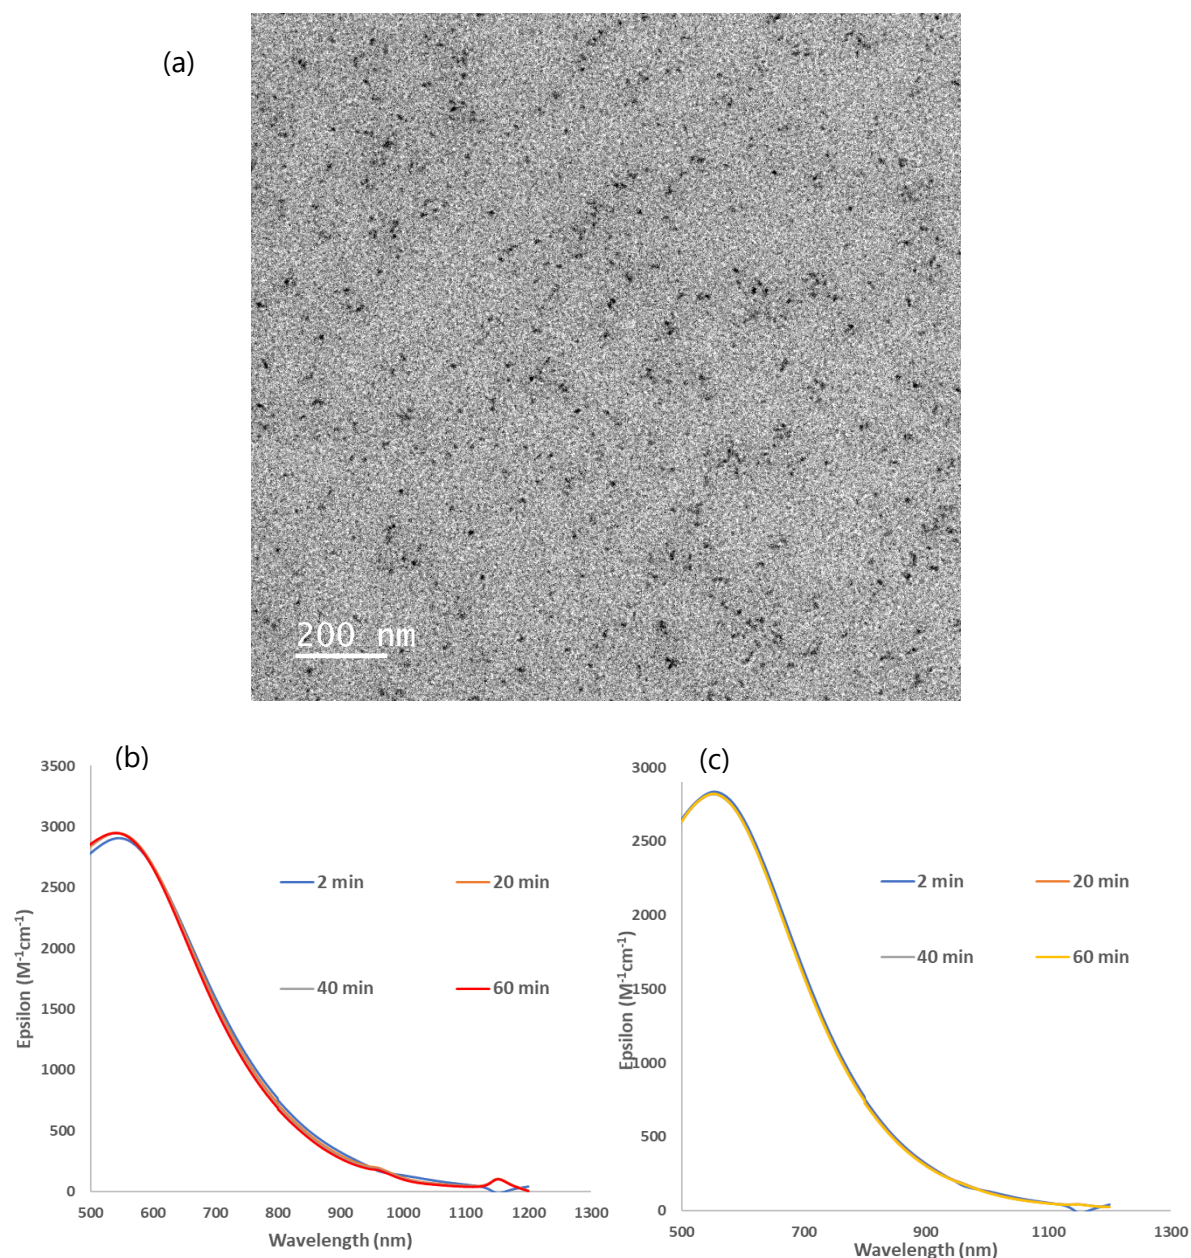 (a)
200 nm
(b)
3500
3000
2500
2000
1500
1000
500
0
Epsilon (M⁻¹cm⁻¹)
2 min
20 min
40 min
60 min
500 600 700 800 900 1000 1100 1200 1300
Wavelength (nm)
(c)
3000
2500
2000
1500
1000
500
0
Epsilon (M⁻¹cm⁻¹)
2 min
20 min
40 min
60 min
500 700 900 1100 1300
Wavelength (nm)